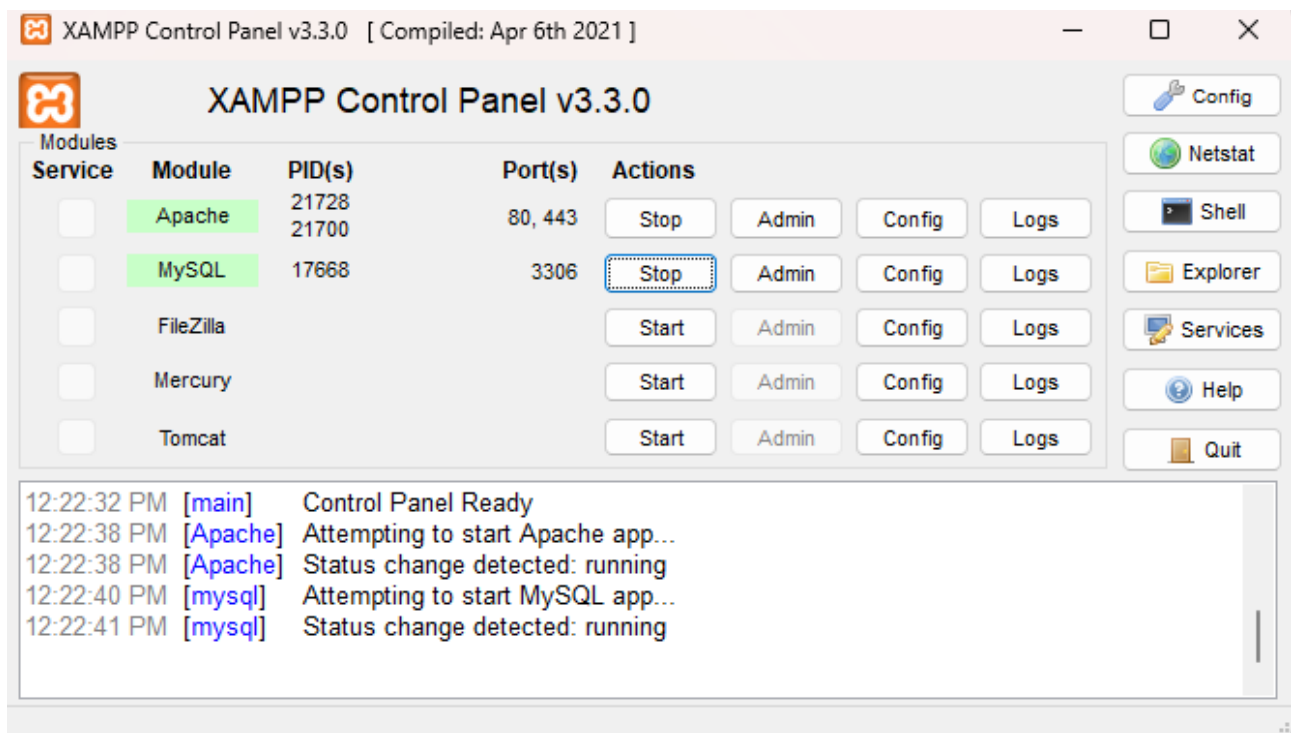 XAMPP Control Panel v3.3.0 [ Compiled: Apr 6th 2021 ]
XAMPP Control Panel v3.3.0
Config
Modules
Netstat
Service Module PID(s) Port(s) Actions
Apache 21728 21700 80, 443 Stop Admin Config Logs
Shell
MySQL 17668 3306 Stop Admin Config Logs
Explorer
FileZilla Start Admin Config Logs
Services
Mercury Start Admin Config Logs
Help
Tomcat Start Admin Config Logs
Quit
12:22:32 PM [main] Control Panel Ready
12:22:38 PM [Apache] Attempting to start Apache app...
12:22:38 PM [Apache] Status change detected: running
12:22:40 PM [mysql] Attempting to start MySQL app...
12:22:41 PM [mysql] Status change detected: running